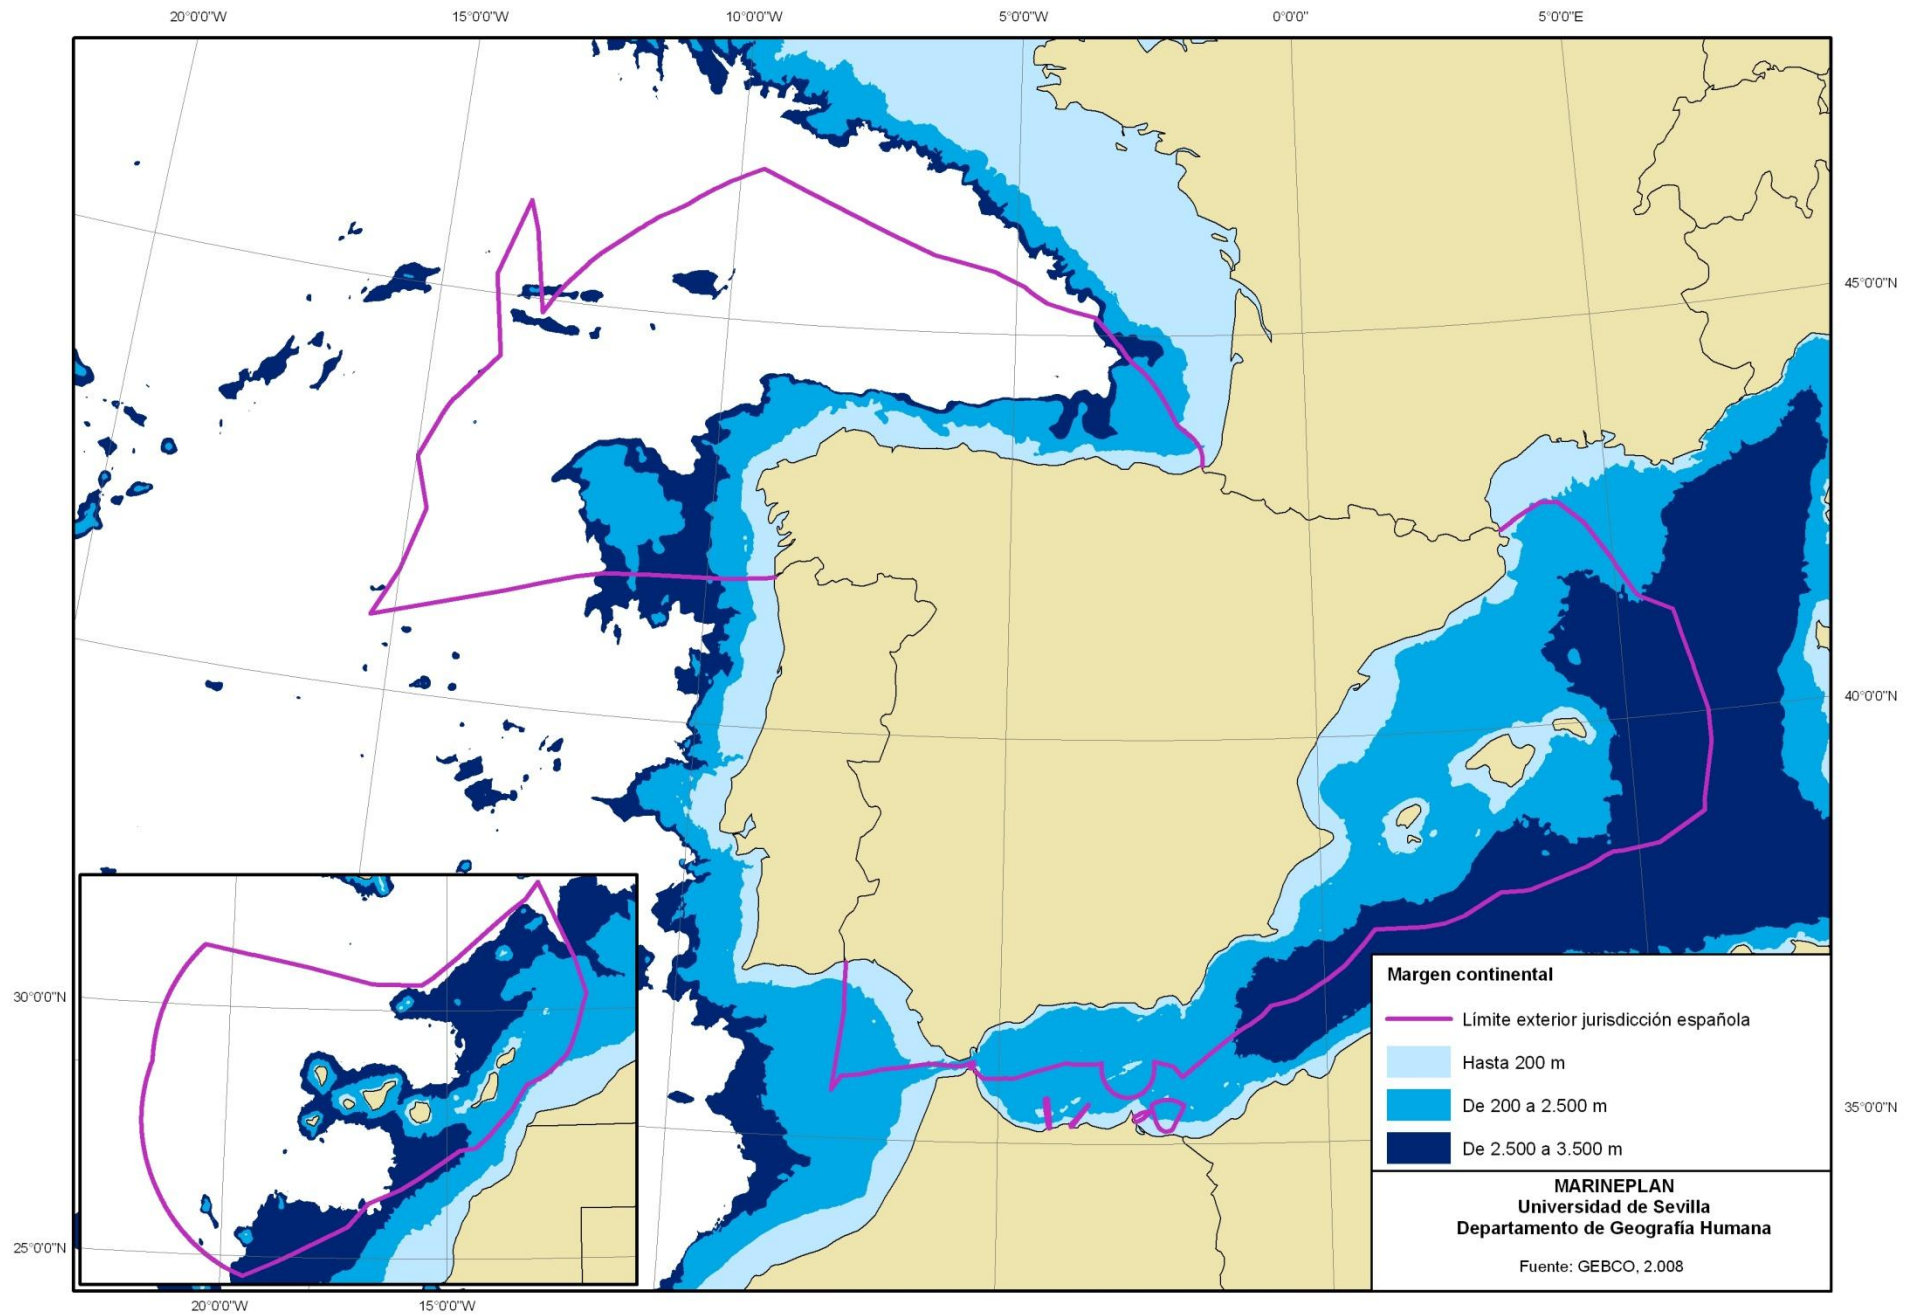 20°0'0"W 15°0'0"W 10°0'0"W 5°0'0"W 0°0'0" 5°0'0"E
45°0'0"N
40°0'0"N
30°0'0"N
Margen continental
Límite exterior jurisdicción española
Hasta 200 m
De 200 a 2.500 m
35°0'0"N
De 2.500 a 3.500 m
MARINEPLAN
Universidad de Sevilla
Departamento de Geografía Humana
25°0'0"N
Fuente: GEBCO, 2.008
20°0'0"W 15°0'0"W